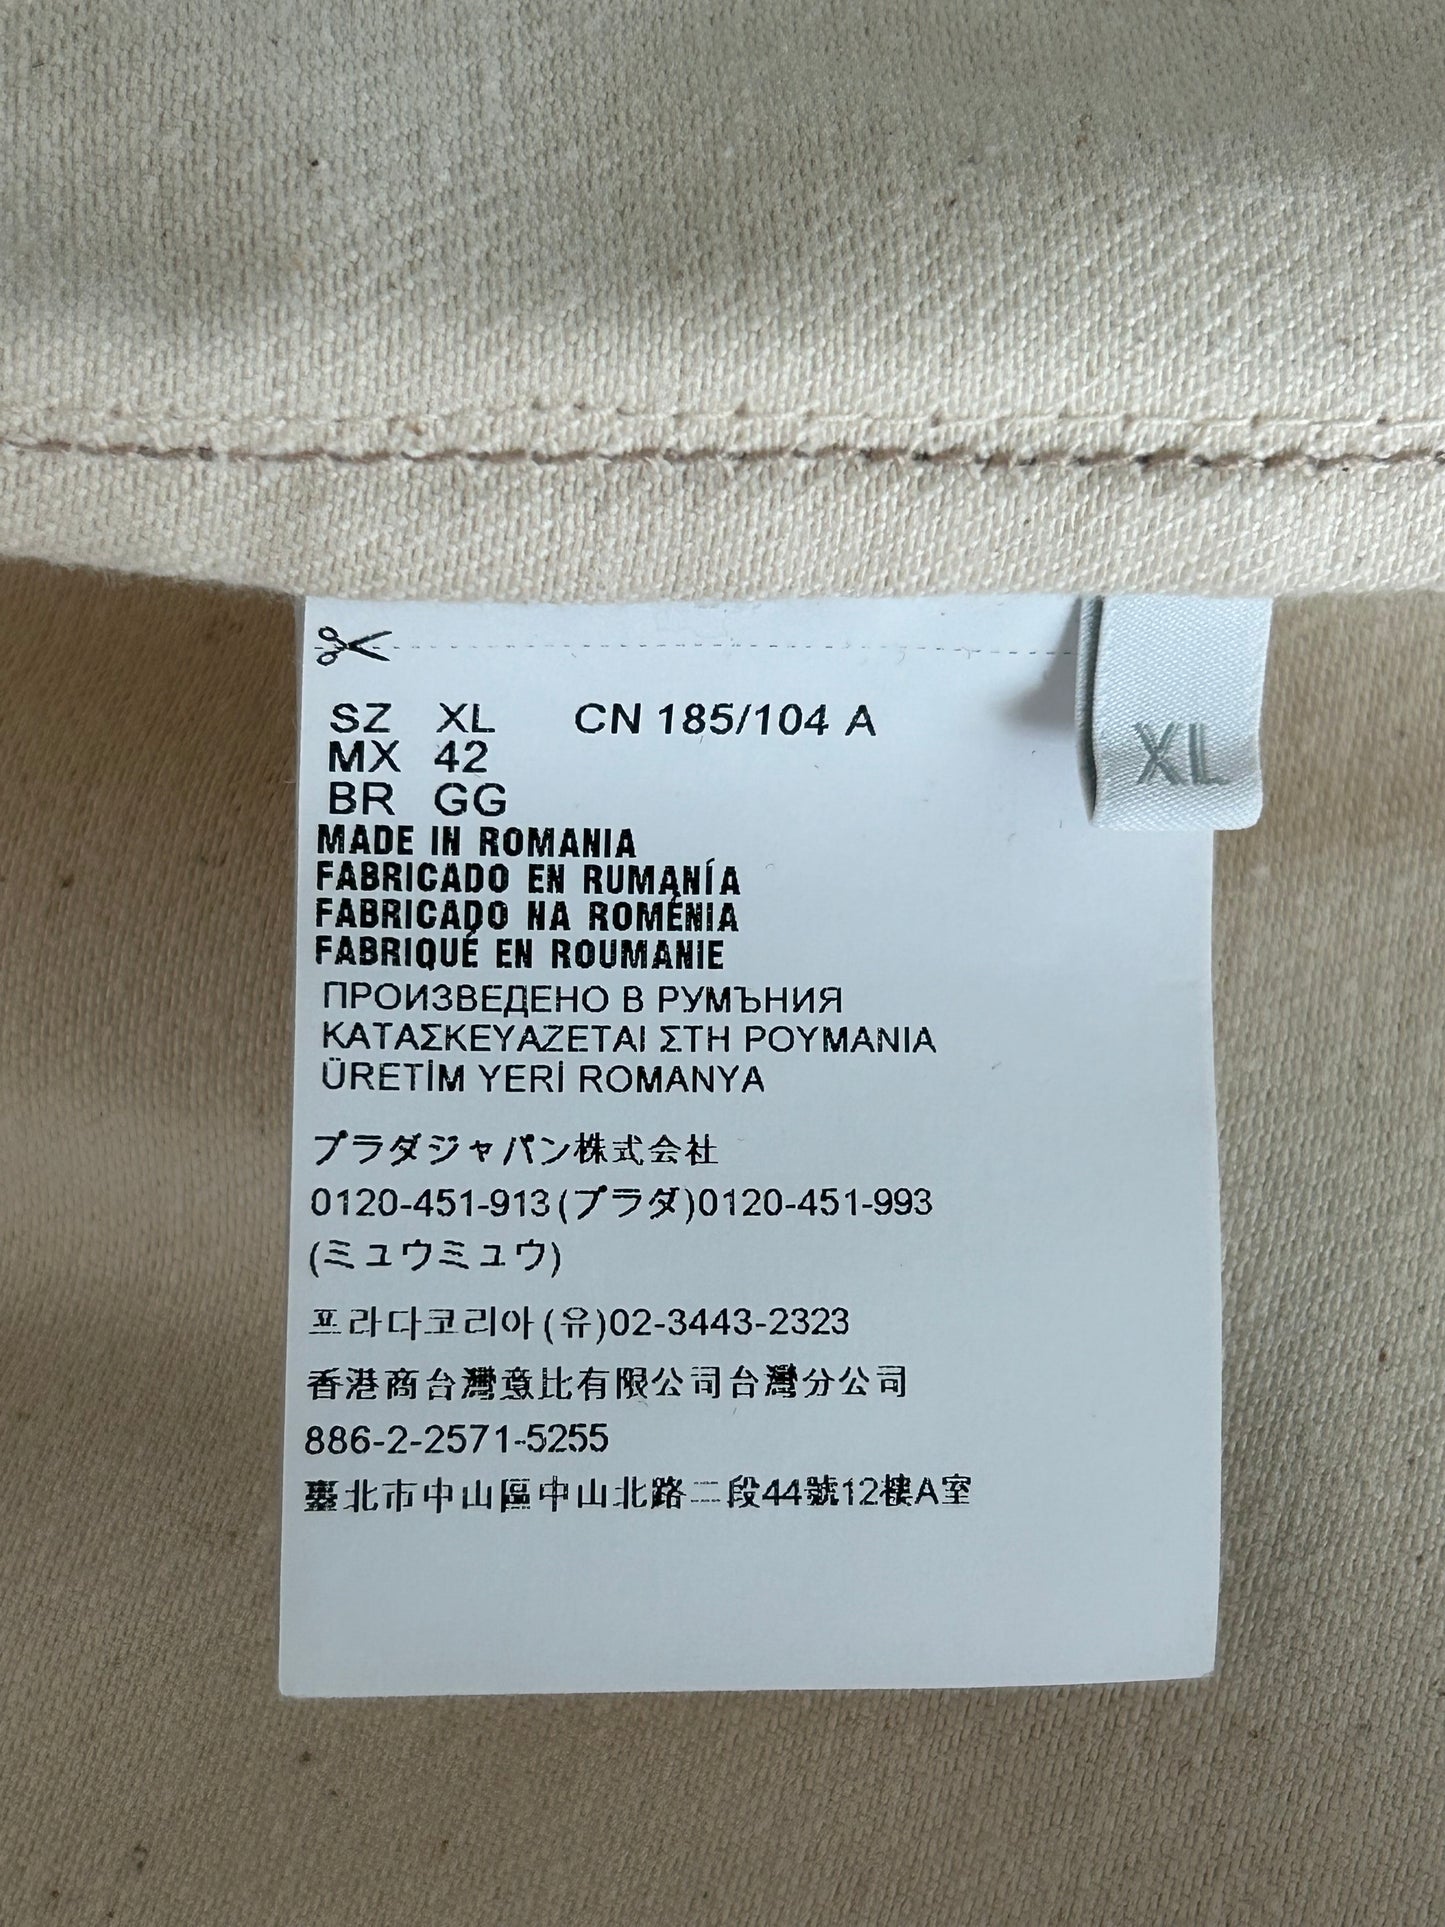 SZ XL CN 185/104 A
MX 42
BR GG
XL
MADE IN ROMANIA
FABRICADO EN RUMANÍA
FABRICADO NA ROMÉNIA
FABRIQUÉ EN ROUMANIE
ПРОИЗВЕДЕНО В РУМЪНИЯ
ΚΑΤΑΣΚΕΥΑΖΕΤΑΙ ΣΤΗ ΡΟΥΜΑΝΙΑ
ÜRETİM YERİ ROMANYA
プラダジャパン株式会社
0120-451-913(プラダ)0120-451-993
(ミュウミュウ)
프라다코리아(유)02-3443-2323
香港商台灣意比有限公司台灣分公司
886-2-2571-5255
臺北市中山區中山北路二段44號12樓A室